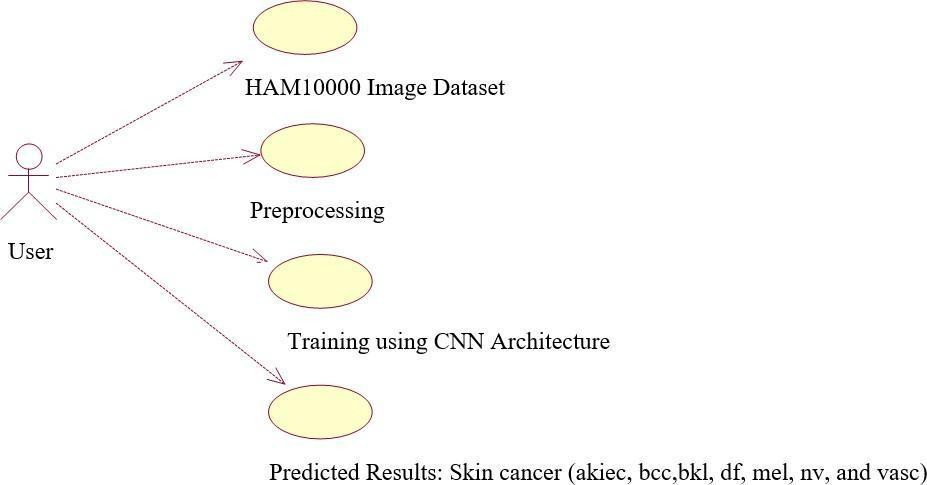 HAM10000 Image Dataset
Preprocessing
User
Training using CNN Architecture
Predicted Results: Skin cancer (akiec, bcc,bkl, df, mel, nv, and vasc)